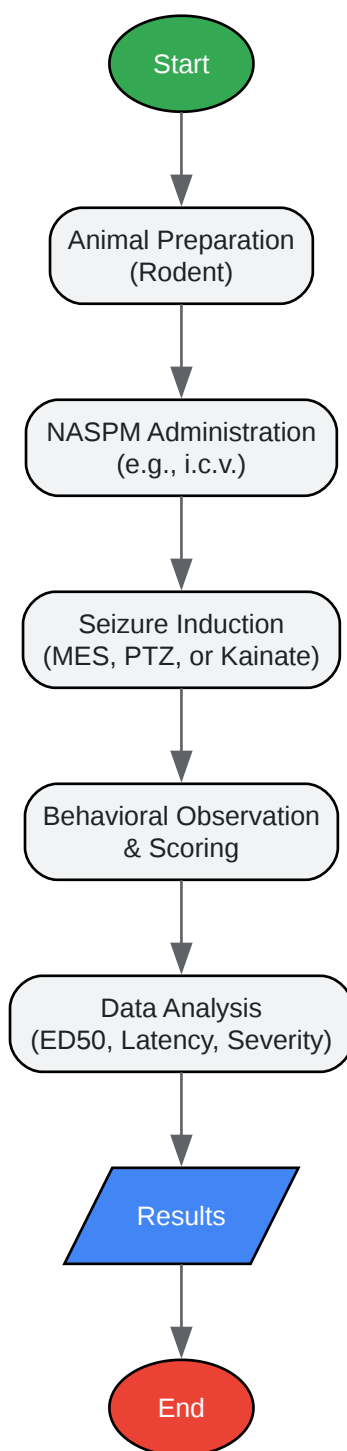 Start
Animal Preparation
(Rodent)
NASPM Administration
(e.g., i.c.v.)
Seizure Induction
(MES, PTZ, or Kainate)
Behavioral Observation
& Scoring
Data Analysis
(ED50, Latency, Severity)
Results
End